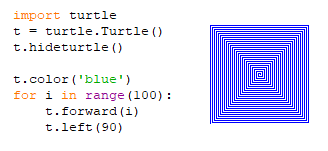 import turtle
t = turtle.Turtle()
t.hideturtle()
t.color('blue')
for i in range(100):
    t.forward(i)
    t.left(90)